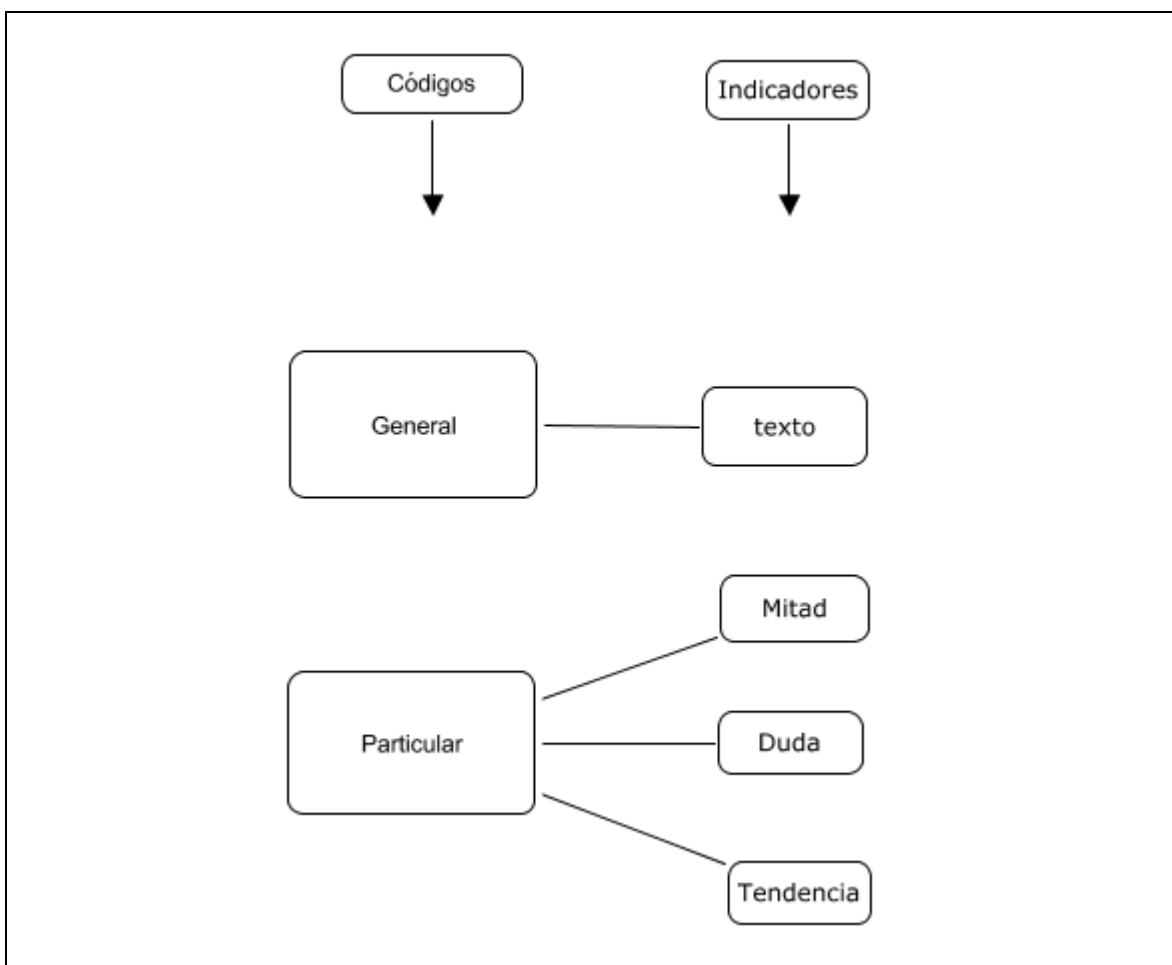 Códigos
Indicadores
General
texto
Mitad
Particular
Duda
Tendencia